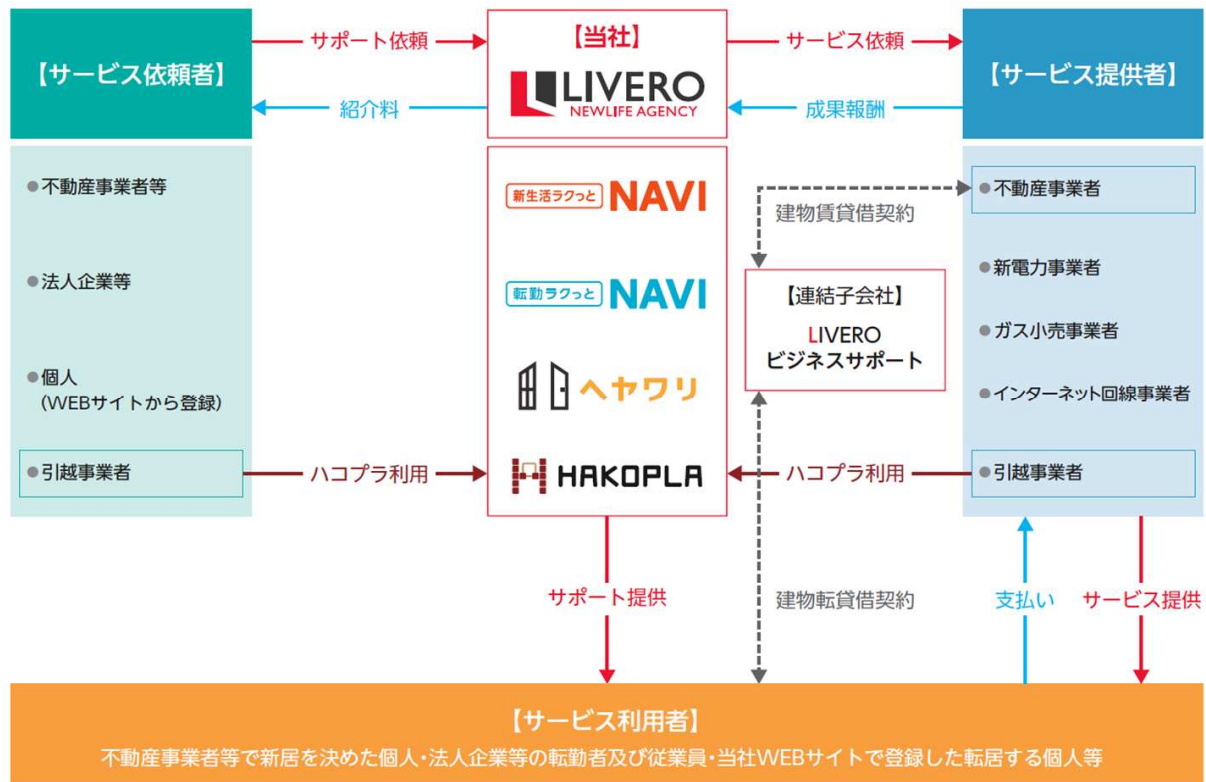 【サービス依頼者】
サポート依頼
紹介料
【当社】
LIVERO
NEWLIFE AGENCY
サービス依頼
成果報酬
【サービス提供者】
●不動産事業者等
●法人企業等
●個人
(WEBサイトから登録)
●引越事業者
ハコプラ利用
新生活ラクっと NAVI
転勤ラクっと NAVI
ヘヤワリ
HAKOPLA
建物賃貸借契約
【連結子会社】
LIVERO
ビジネスサポート
ハコプラ利用
●不動産事業者
●新電力事業者
●ガス小売事業者
●インターネット回線事業者
●引越事業者
サポート提供
建物転貸借契約
支払い
サービス提供
【サービス利用者】
不動産事業者等で新居を決めた個人・法人企業等の転勤者及び従業員・当社WEBサイトで登録した転居する個人等